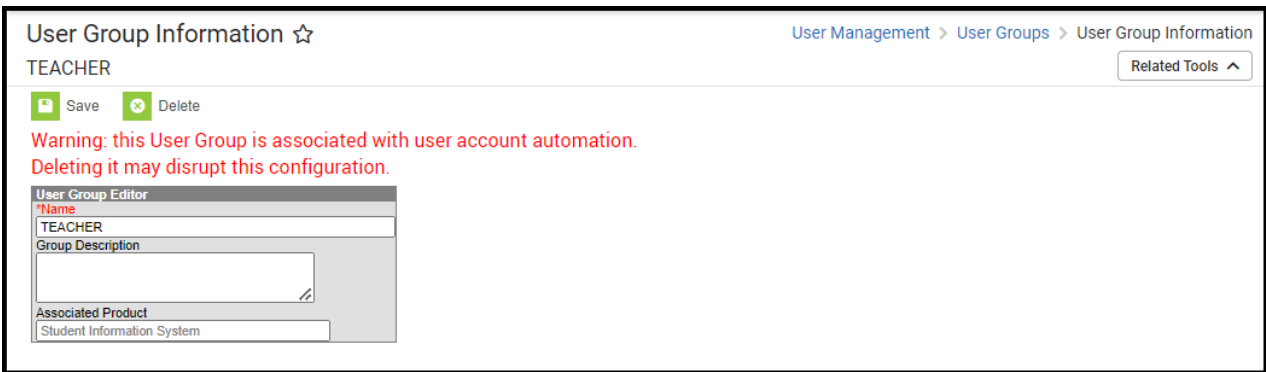 User Group Information
User Management > User Groups > User Group Information
TEACHER
Related Tools
Save Delete
Warning: this User Group is associated with user account automation.
Deleting it may disrupt this configuration.
User Group Editor
*Name
TEACHER
Group Description
Associated Product
Student Information System